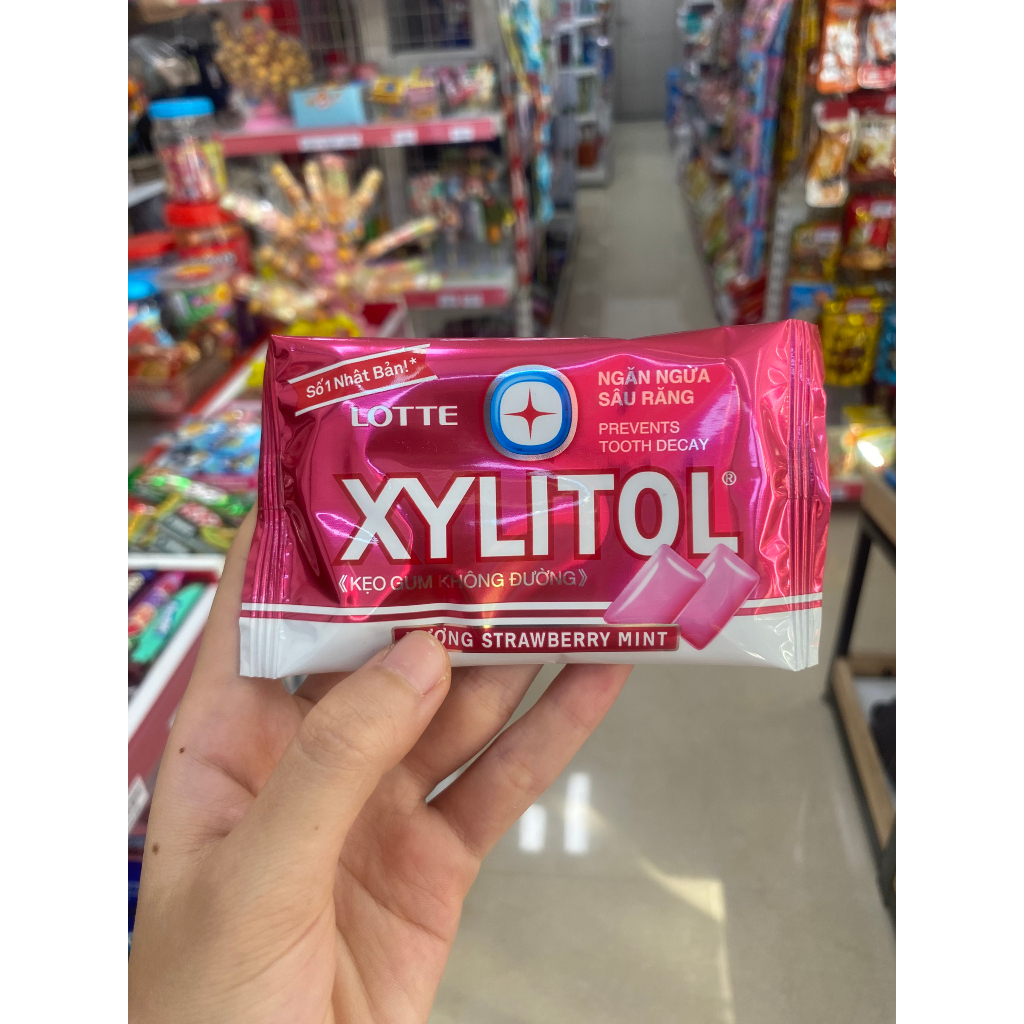 Số 1 Nhật Bản!*
LOTTE
NGĂN NGỪA
SÂU RĂNG
PREVENTS
TOOTH DECAY
XYLITOL®
《KẸO GUM KHÔNG ĐƯỜNG》
STRAWBERRY MINT